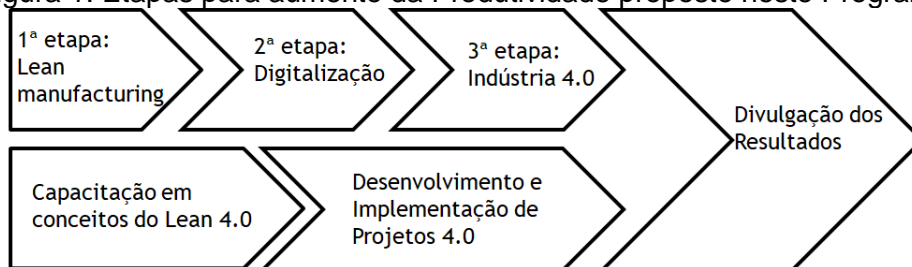 1ª etapa:
Lean
manufacturing
2ª etapa:
Digitalização
3ª etapa:
Indústria 4.0
Divulgação dos
Resultados
Capacitação em
conceitos do Lean 4.0
Desenvolvimento e
Implementação de
Projetos 4.0